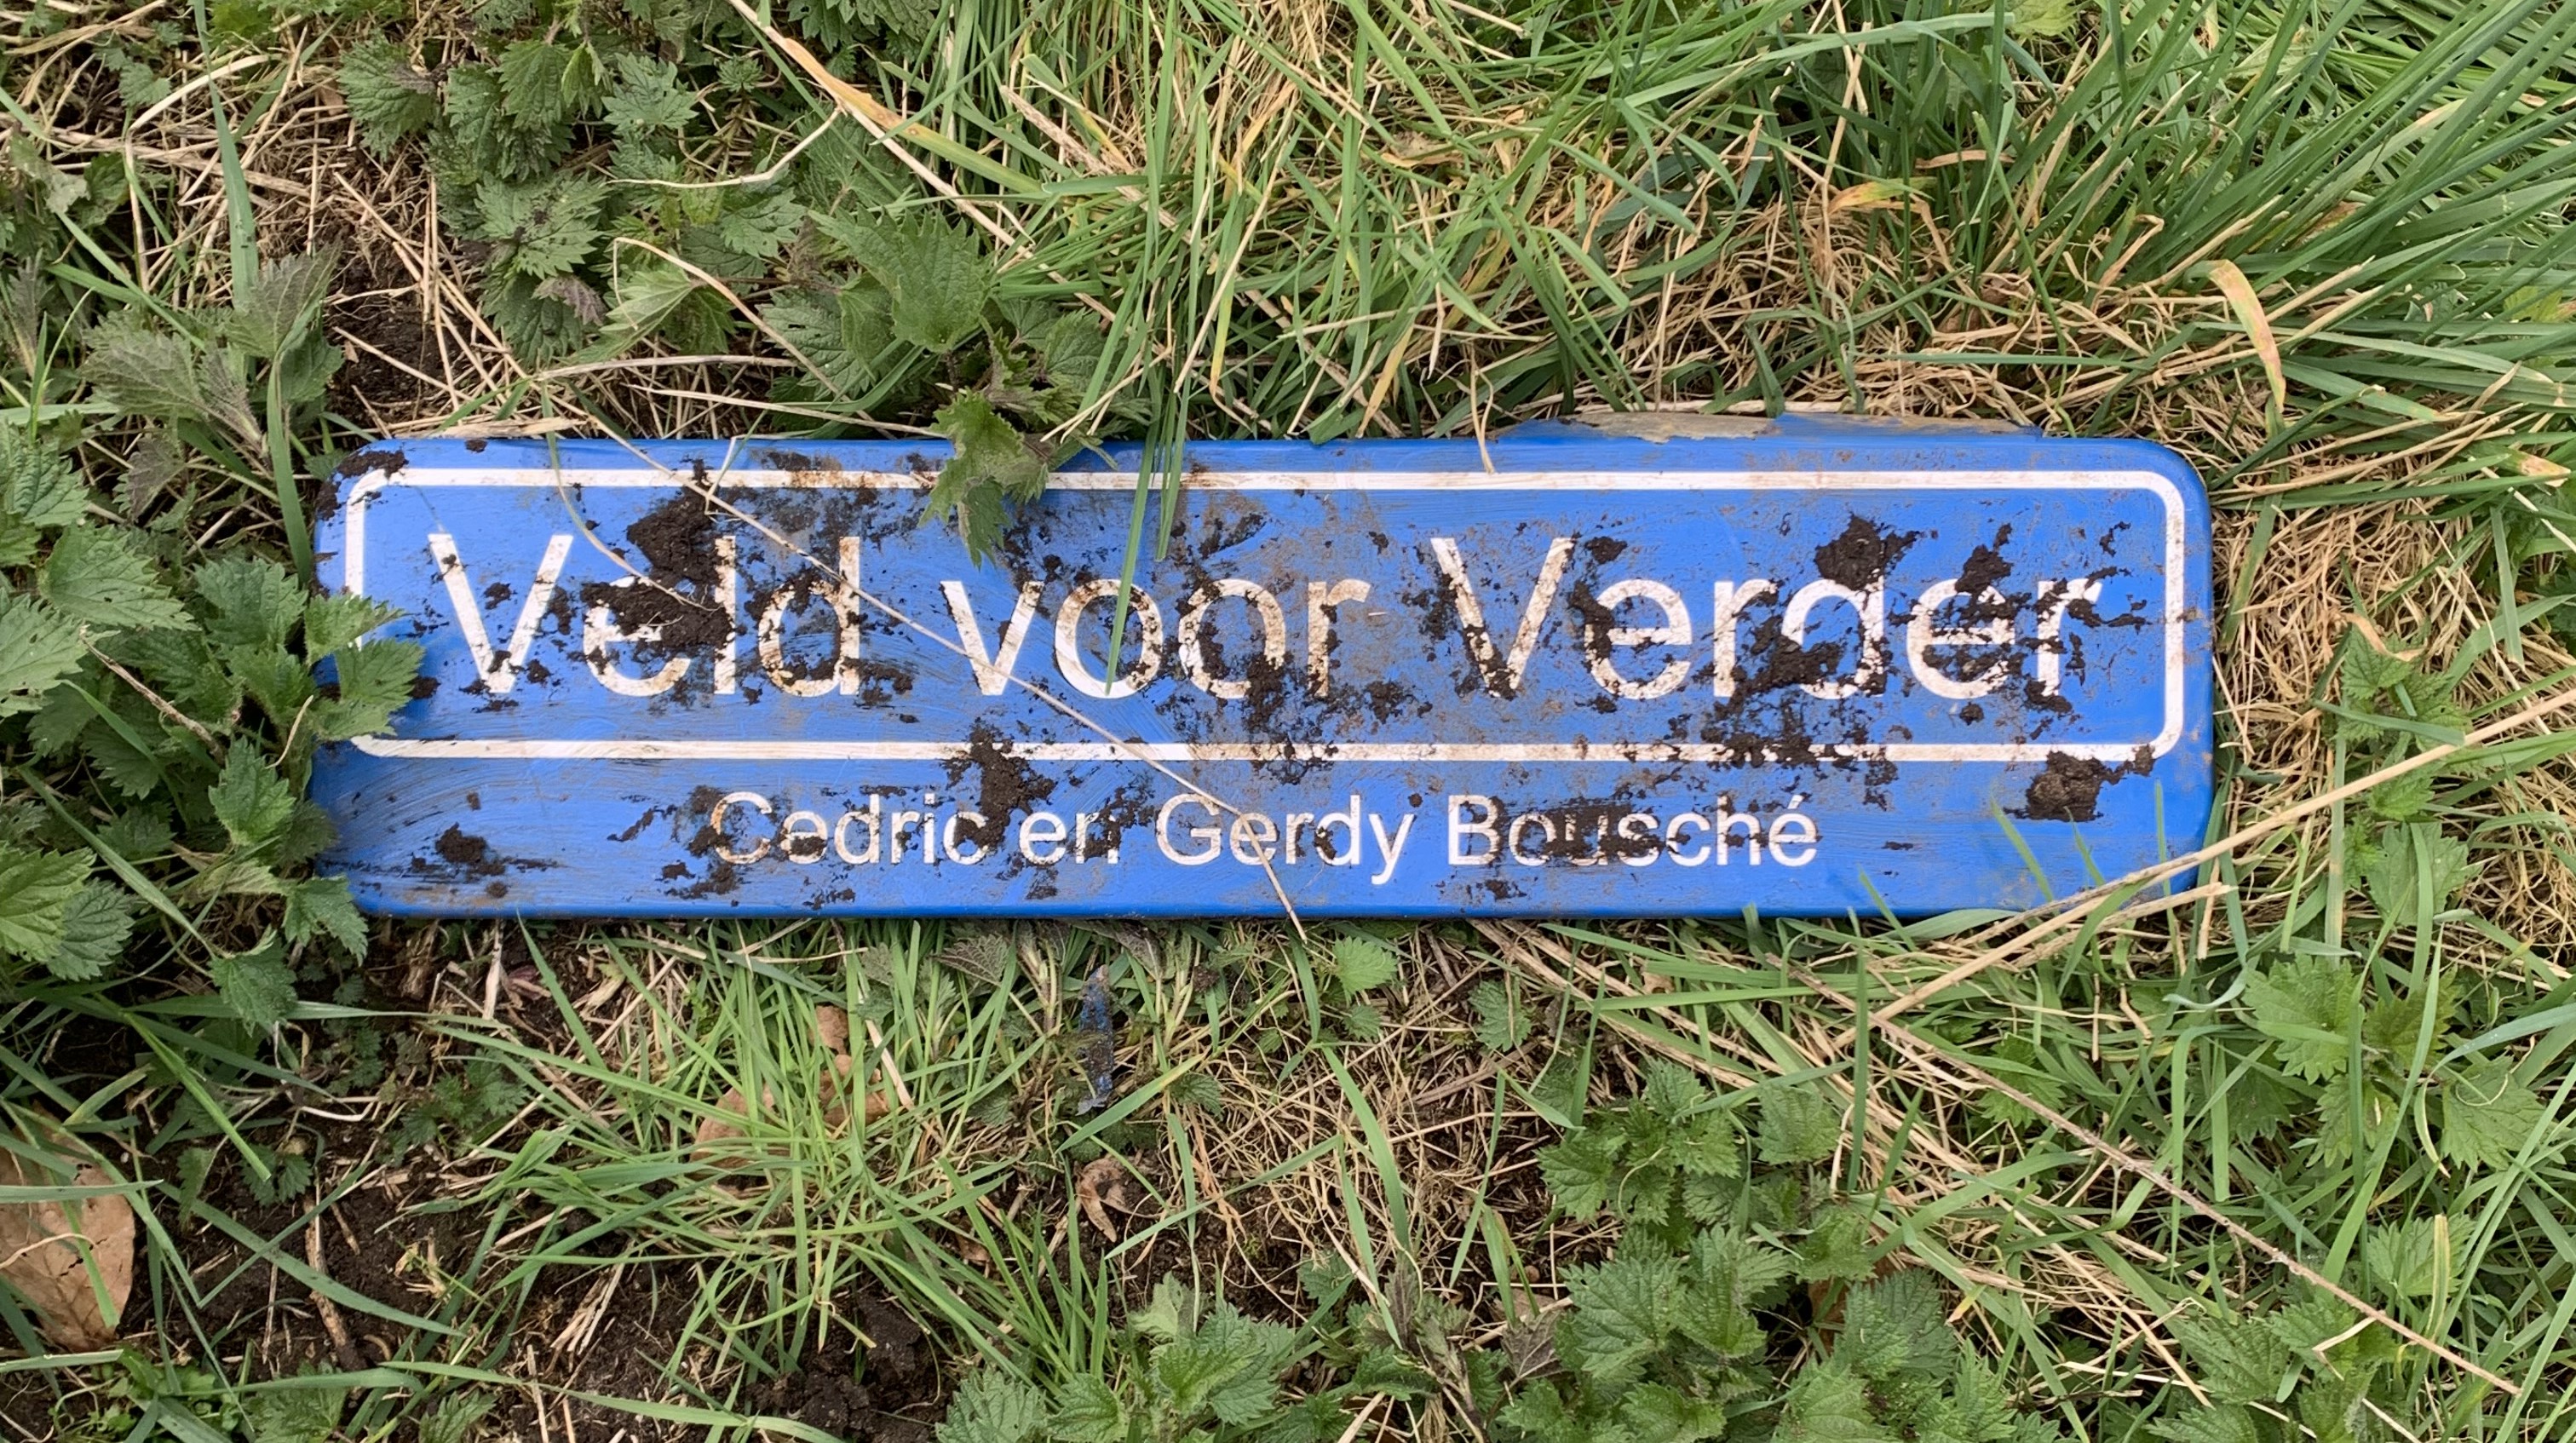 Veld voor Verder
Cedric en Gerdy Bousché